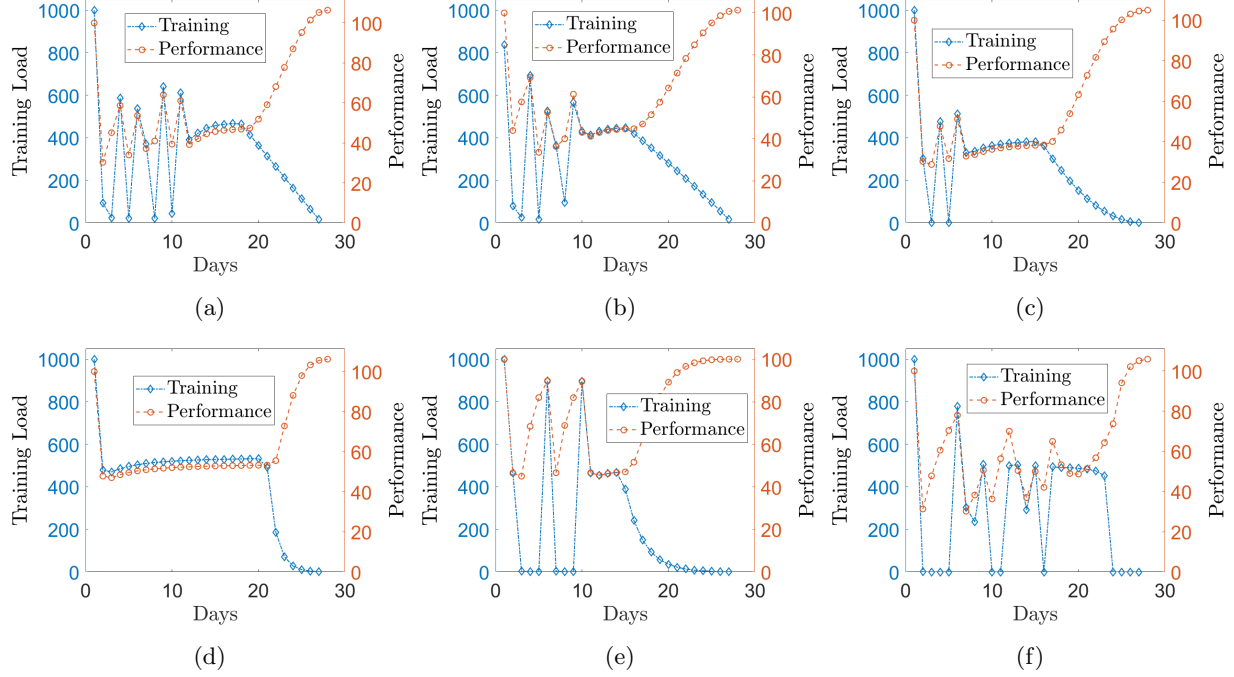 Training Load
1000
800
600
400
200
0
Training
Performance
100
80
60
40
20
0
Performance
0 10 20 30
Days
(a)
Training Load
1000
800
600
400
200
0
Training
Performance
100
80
60
40
20
0
Performance
0 10 20 30
Days
(b)
Training Load
1000
800
600
400
200
0
Training
Performance
100
80
60
40
20
0
Performance
0 10 20 30
Days
(c)
Training Load
1000
800
600
400
200
0
Training
Performance
100
80
60
40
20
0
Performance
0 10 20 30
Days
(d)
Training Load
1000
800
600
400
200
0
Training
Performance
100
80
60
40
20
0
Performance
0 10 20 30
Days
(e)
Training Load
1000
800
600
400
200
0
Training
Performance
100
80
60
40
20
0
Performance
0 10 20 30
Days
(f)